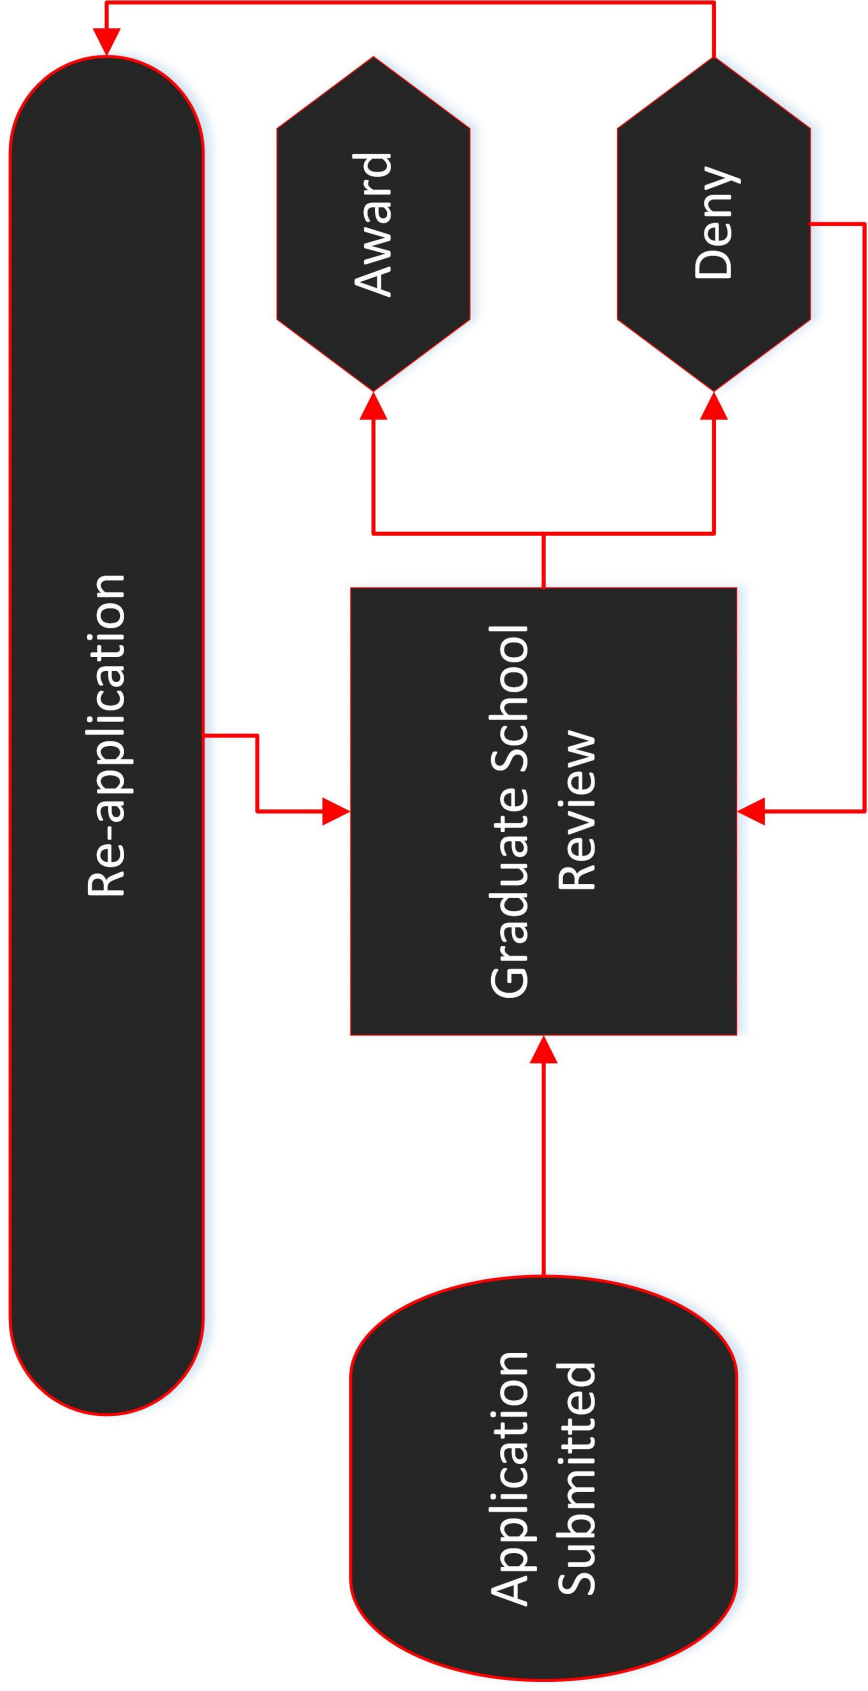 Re-application
Application
Submitted
Graduate School
Review
Award
Deny